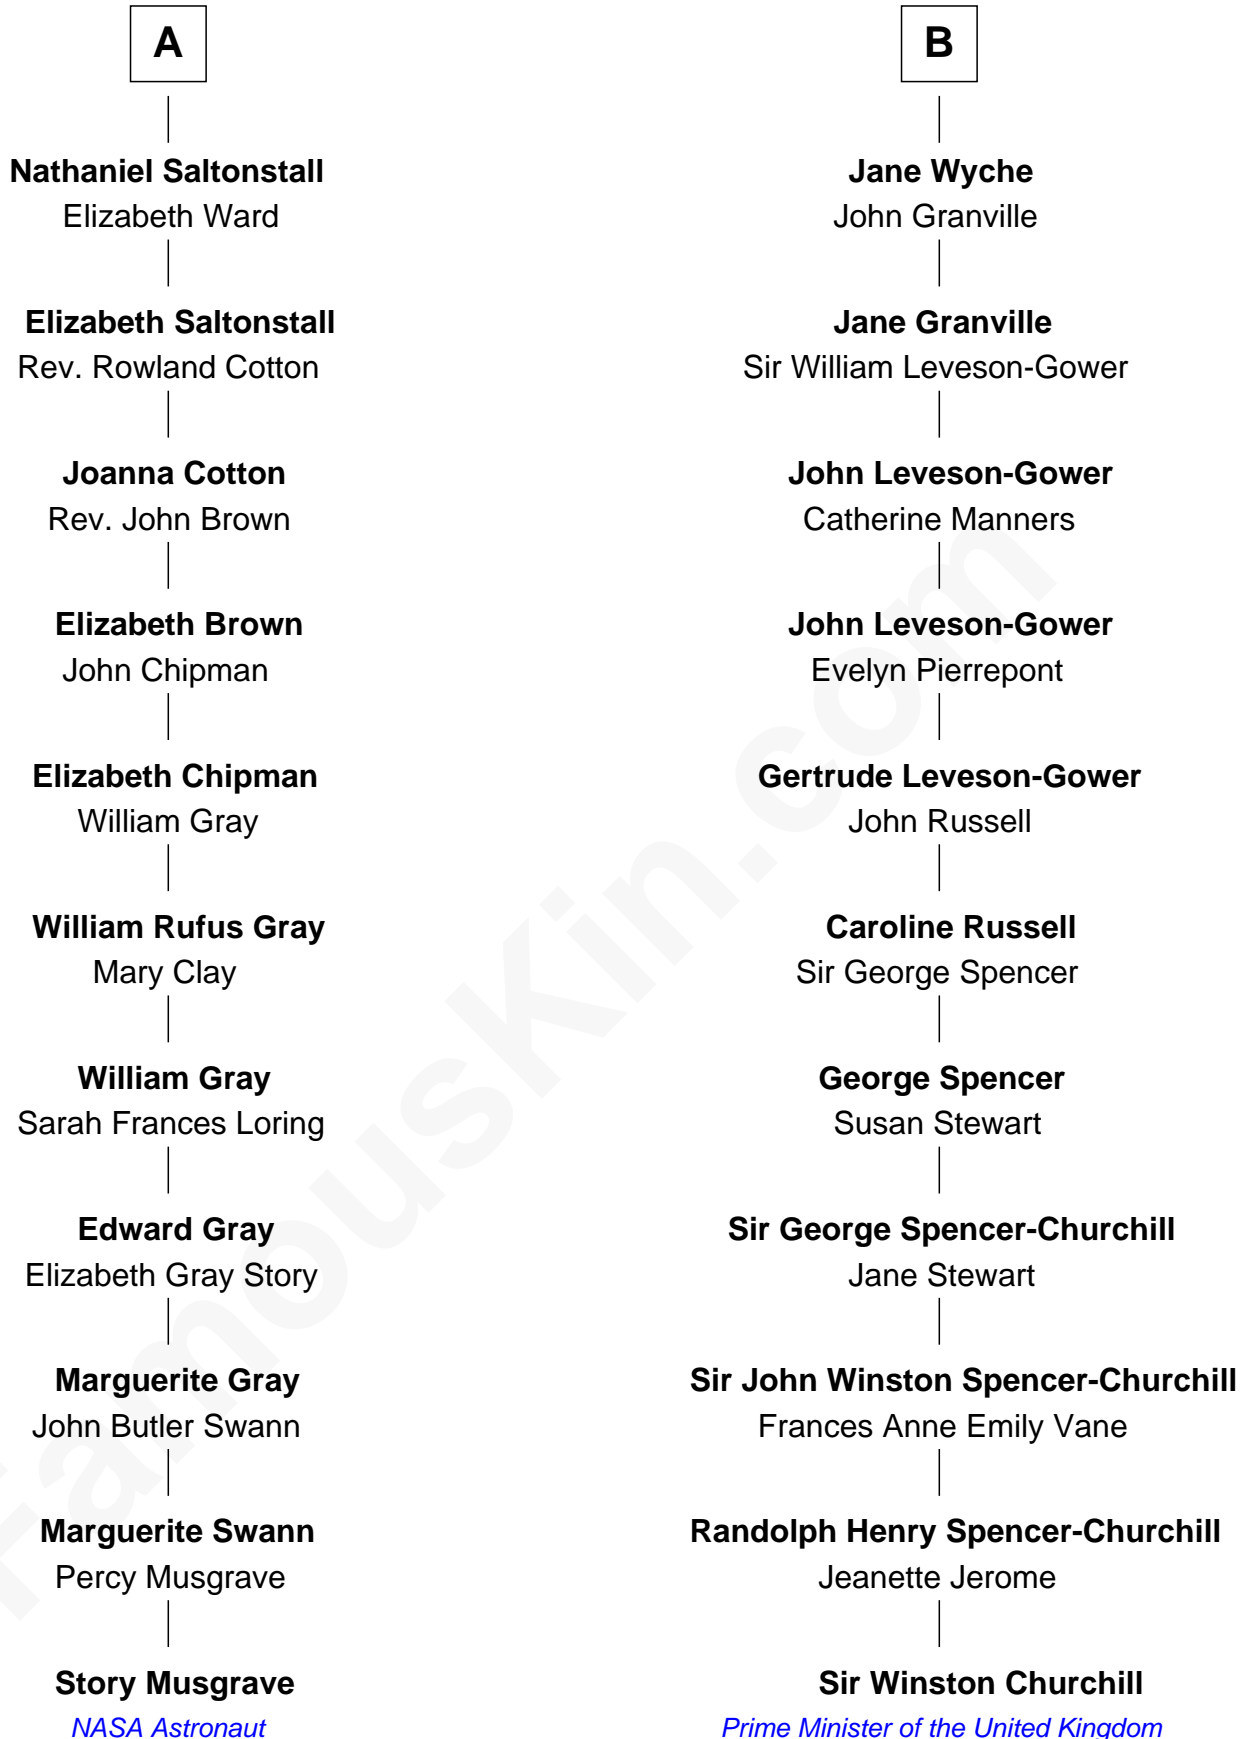 A
Nathaniel Saltonstall
Elizabeth Ward
Elizabeth Saltonstall
Rev. Rowland Cotton
Joanna Cotton
Rev. John Brown
Elizabeth Brown
John Chipman
Elizabeth Chipman
William Gray
William Rufus Gray
Mary Clay
William Gray
Sarah Frances Loring
Edward Gray
Elizabeth Gray Story
Marguerite Gray
John Butler Swann
Marguerite Swann
Percy Musgrave
Story Musgrave
NASA Astronaut
B
Jane Wyche
John Granville
Jane Granville
Sir William Leveson-Gower
John Leveson-Gower
Catherine Manners
John Leveson-Gower
Evelyn Pierrepont
Gertrude Leveson-Gower
John Russell
Caroline Russell
Sir George Spencer
George Spencer
Susan Stewart
Sir George Spencer-Churchill
Jane Stewart
Sir John Winston Spencer-Churchill
Frances Anne Emily Vane
Randolph Henry Spencer-Churchill
Jeanette Jerome
Sir Winston Churchill
Prime Minister of the United Kingdom
FamousKin.com